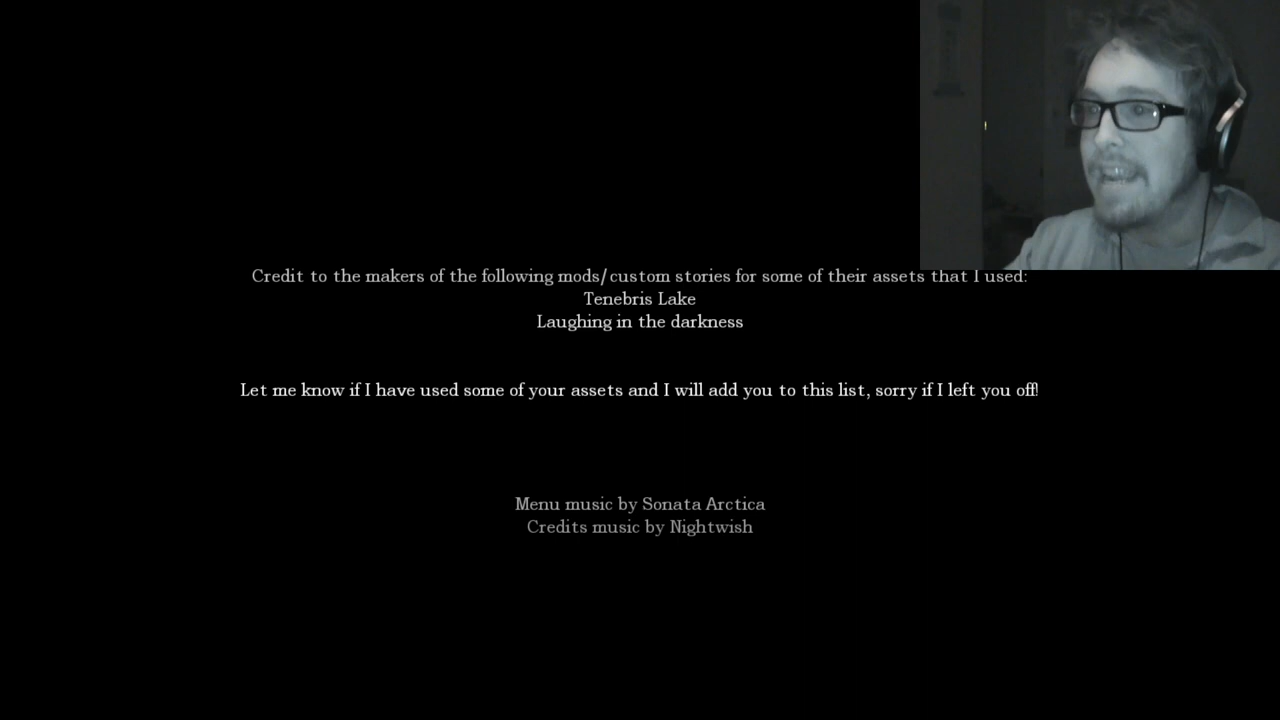 Credit to the makers of the following mods/custom stories for some of their assets that I used:
Tenebris Lake
Laughing in the darkness
Let me know if I have used some of your assets and I will add you to this list, sorry if I left you off!
Menu music by Sonata Arctica
Credits music by Nightwish